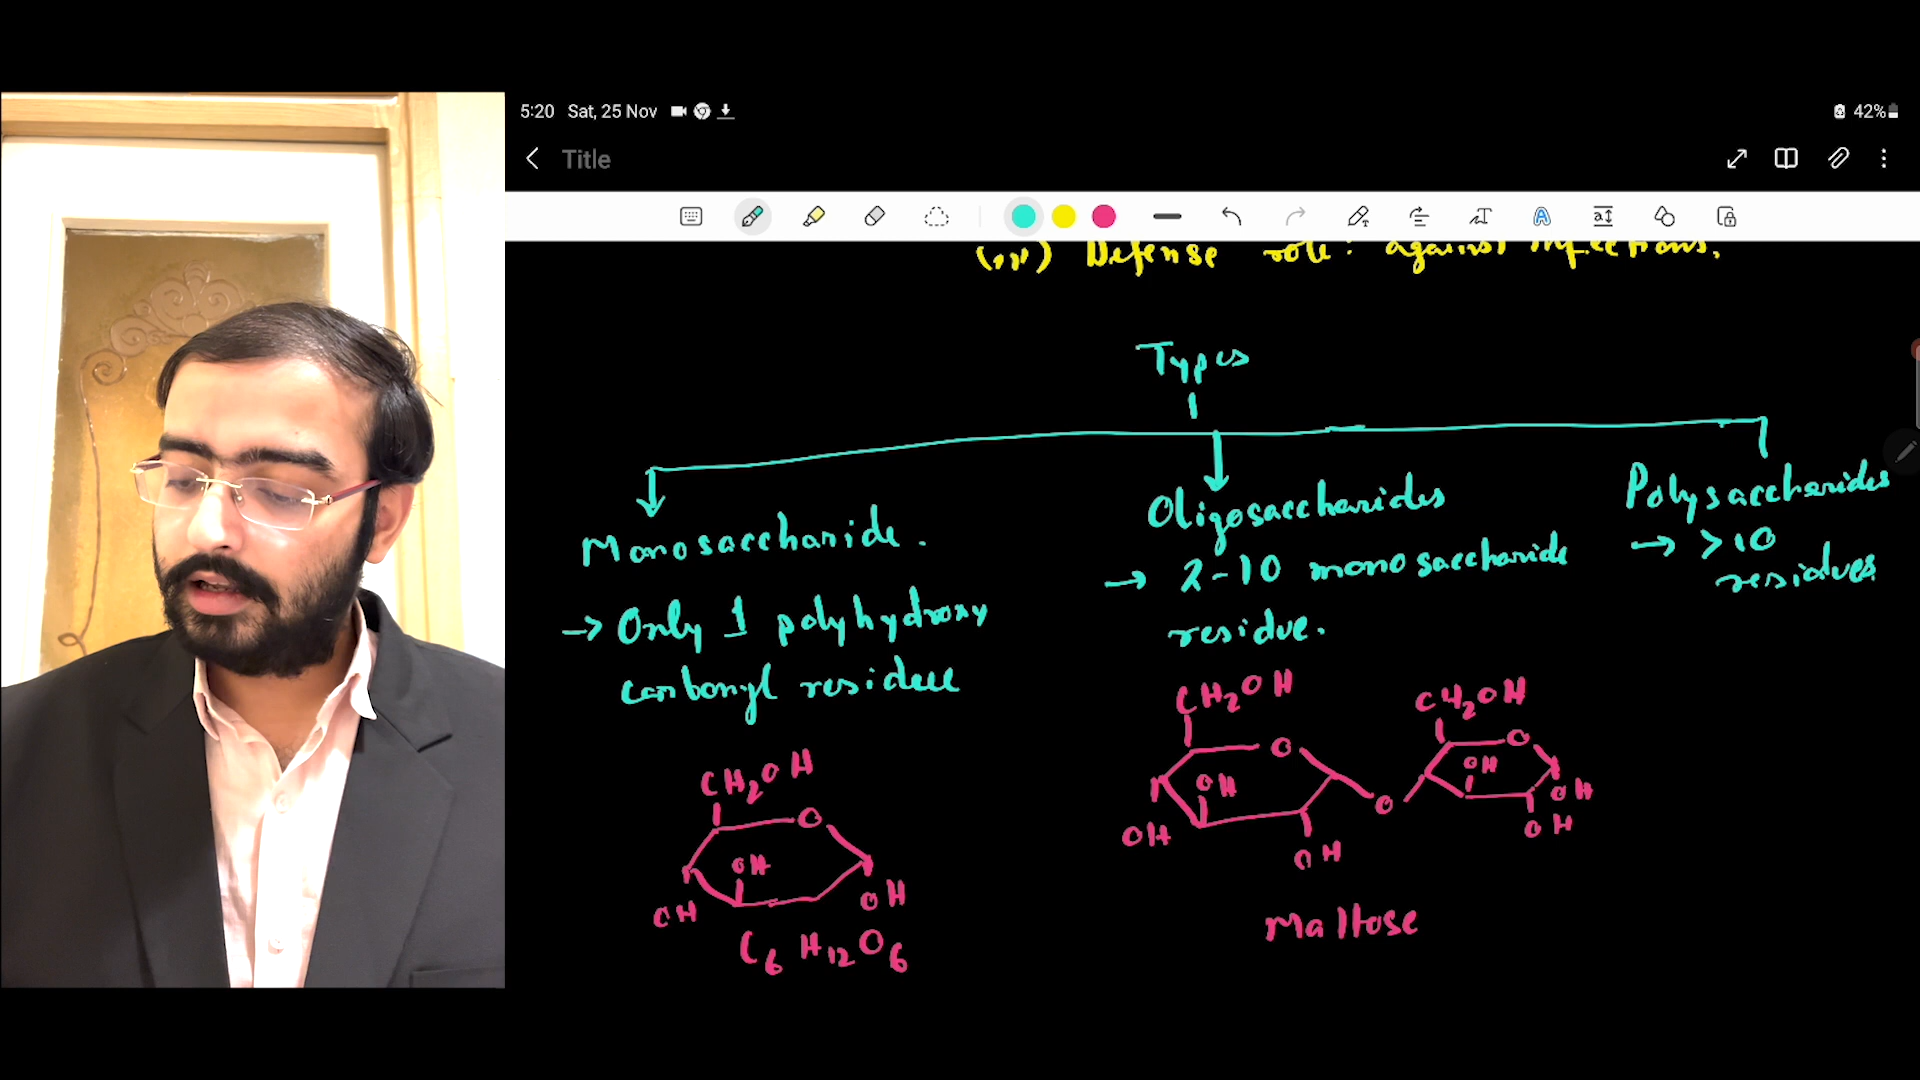 5:20 Sat, 25 Nov
42%
Title
(iv) Defense role: against infections.
Types
Monosaccharide.
→ Only 1 polyhydroxy
carbonyl residue
CH2OH
O
OH
OH
OH
C6H12O6
Oligosaccharides
→ 2-10 monosaccharide
residue.
CH2OH
O
OH
OH
OH
O
CH2OH
O
OH
OH
OH
Maltose
Polysaccharides
→ >10
residues